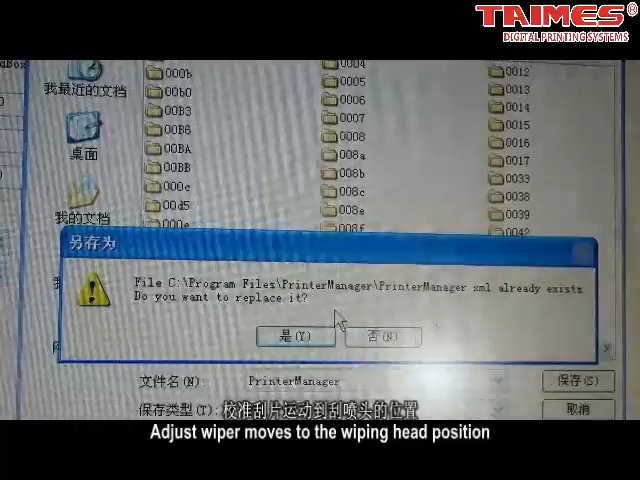 TAIMES®
DIGITAL PRINTING SYSTEMS
我最近的文档
桌面
我的文档
000b
00b0
00B3
00B6
00BA
00BB
000c
00d5
000e
0004
0005
0006
0007
0008
008a
008b
008c
008e
008f
0012
0013
0014
0015
0016
0017
0033
0038
0039
0042
另存为
File C:\Program Files\PrinterManager\PrinterManager xml already exists
Do you want to replace it?
是(Y)
否(N)
文件名(N):
PrinterManager
保存(S)
保存类型(T):
取消
校准刮片运动到刮喷头的位置
Adjust wiper moves to the wiping head position